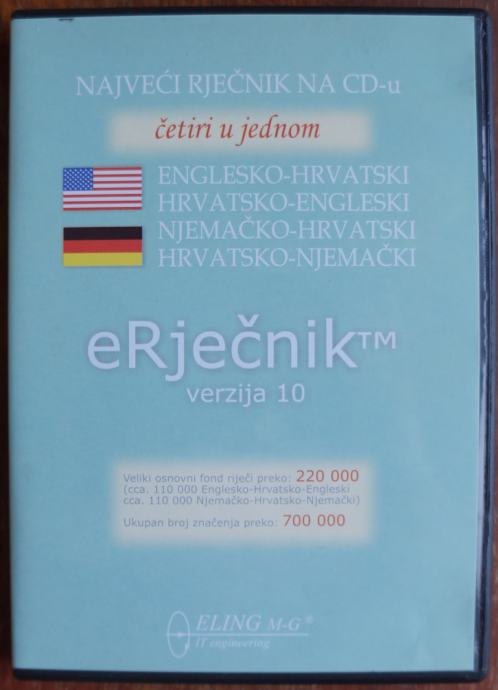 NAJVEĆI RJEČNIK NA CD-u
četiri u jednom
ENGLESKO-HRVATSKI
HRVATSKO-ENGLESKI
NJEMAČKO-HRVATSKI
HRVATSKO-NJEMAČKI
eRječnik™
verzija 10
Veliki osnovni fond riječi preko: 220 000
(cca. 110 000 Englesko-Hrvatsko-Engleski
cca. 110 000 Njemačko-Hrvatsko-Njemački)
Ukupan broj značenja preko: 700 000
ELING M-G®
IT engineering